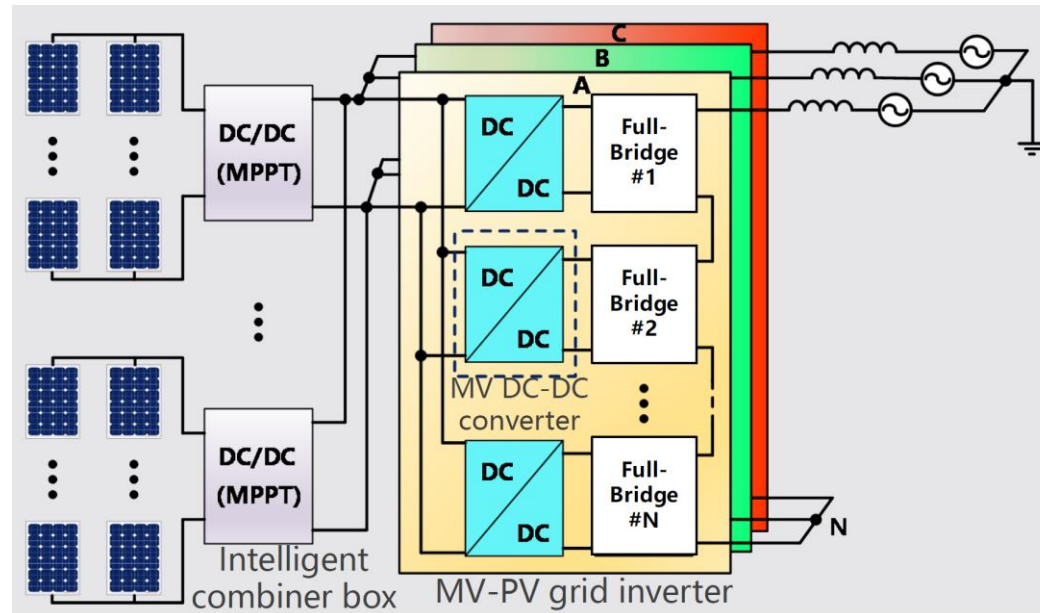 C
B
A
DC/DC
(MPPT)
DC
DC
Full-
Bridge
#1
DC
DC
Full-
Bridge
#2
MV DC-DC
converter
DC/DC
(MPPT)
DC
DC
Full-
Bridge
#N
N
Intelligent
combiner box
MV-PV grid inverter